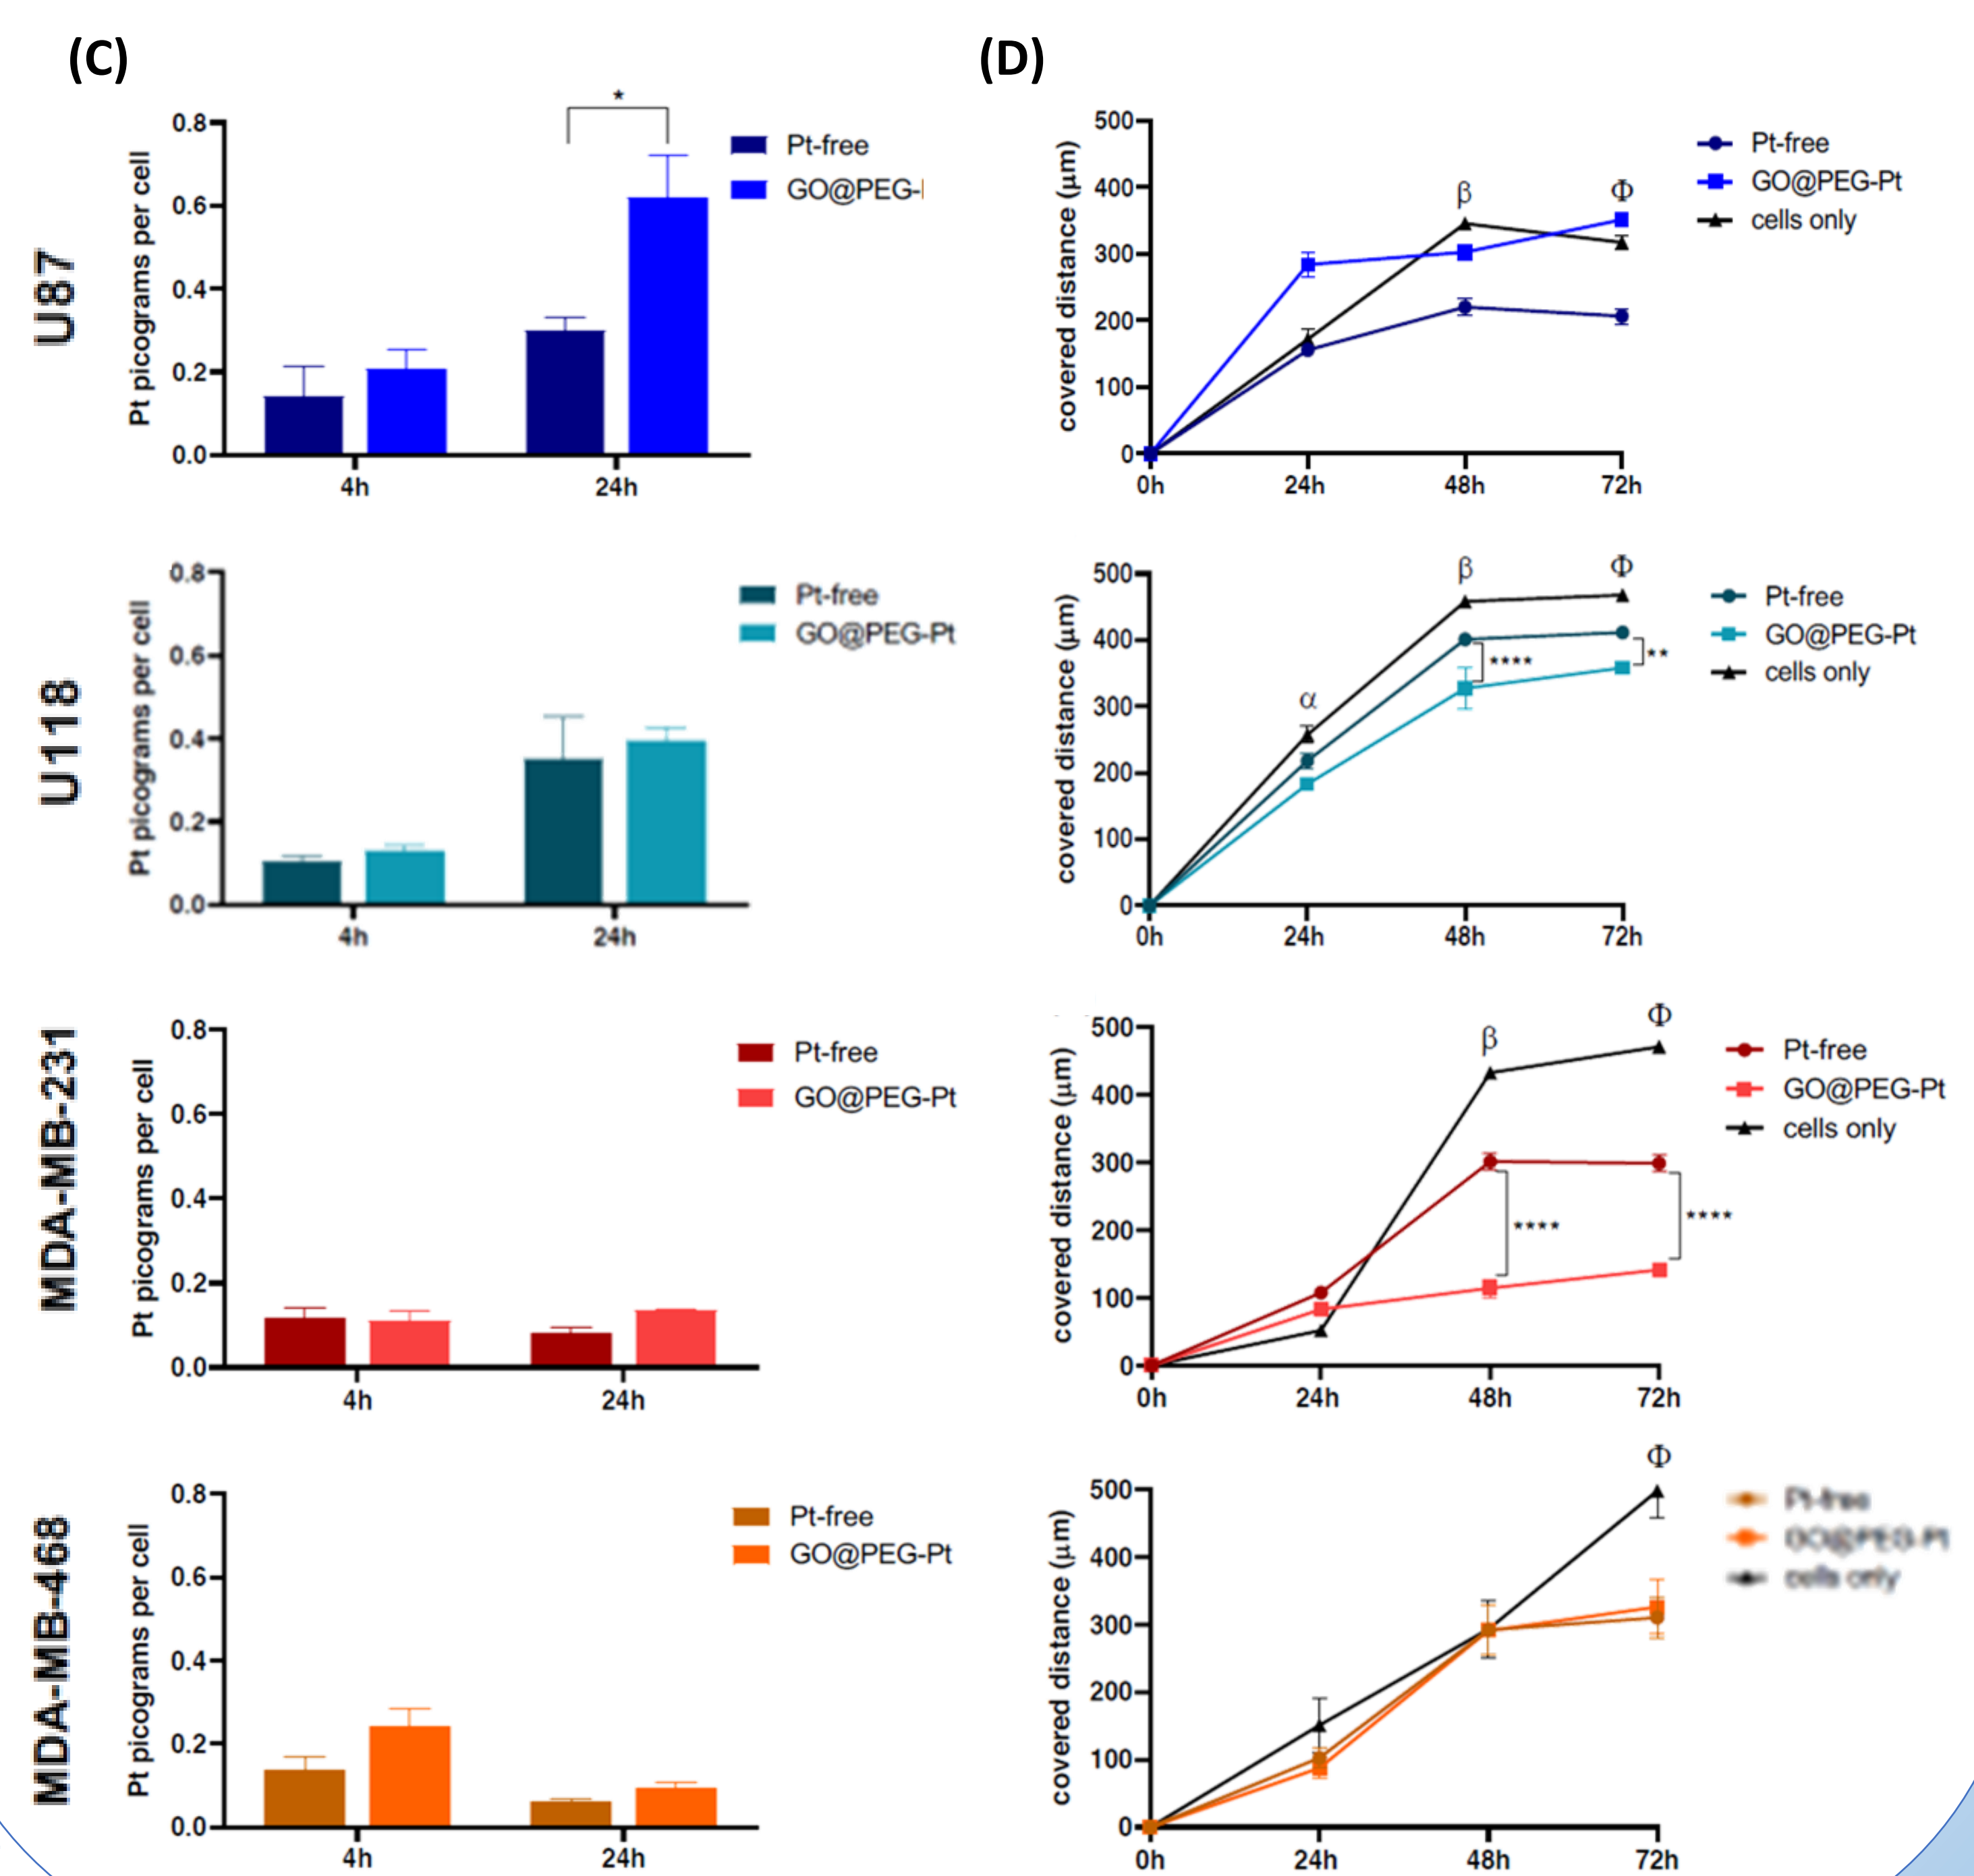 (C)
(D)
U87
Pt picograms per cell
0.8
0.6
0.4
0.2
0.0
4h
24h
*
Pt-free
GO@PEG-
covered distance (μm)
500
400
300
200
100
0
0h
24h
48h
72h
β
Φ
Pt-free
GO@PEG-Pt
cells only
U118
Pt picograms per cell
0.8
0.6
0.4
0.2
0.0
4h
24h
Pt-free
GO@PEG-Pt
covered distance (μm)
500
400
300
200
100
0
0h
24h
48h
72h
α
β
Φ
****
**
Pt-free
GO@PEG-Pt
cells only
MDA-MB-231
Pt picograms per cell
0.8
0.6
0.4
0.2
0.0
4h
24h
Pt-free
GO@PEG-Pt
covered distance (μm)
500
400
300
200
100
0
0h
24h
48h
72h
β
Φ
****
****
Pt-free
GO@PEG-Pt
cells only
MDA-MB-468
Pt picograms per cell
0.8
0.6
0.4
0.2
0.0
4h
24h
Pt-free
GO@PEG-Pt
covered distance (μm)
500
400
300
200
100
0
0h
24h
48h
72h
Φ
Pt-free
GO@PEG-Pt
cells only